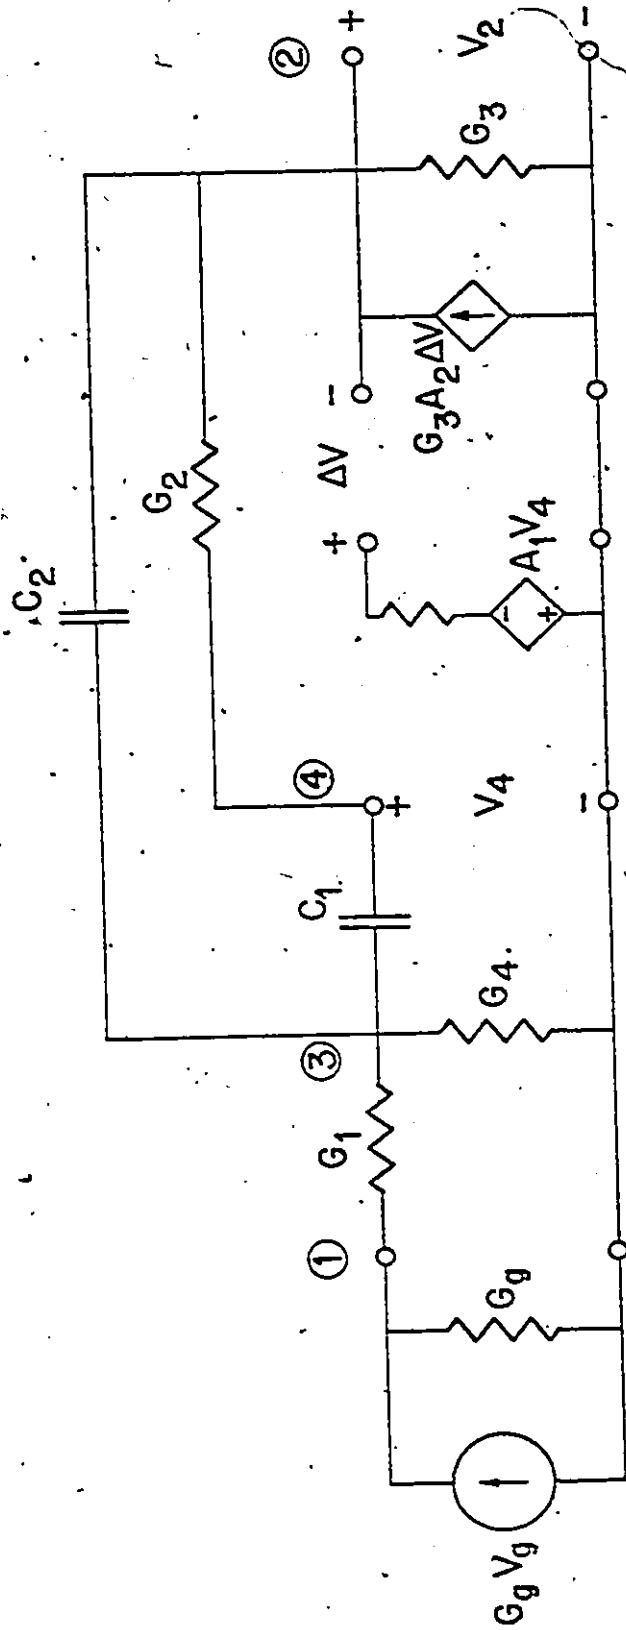 C2
G2
②
+
④
③
①
C1
G1
+
ΔV
-
+
V4
-
A1V4
-
+
G3A2ΔV
G3
V2
-
G4
Gg
GgVg